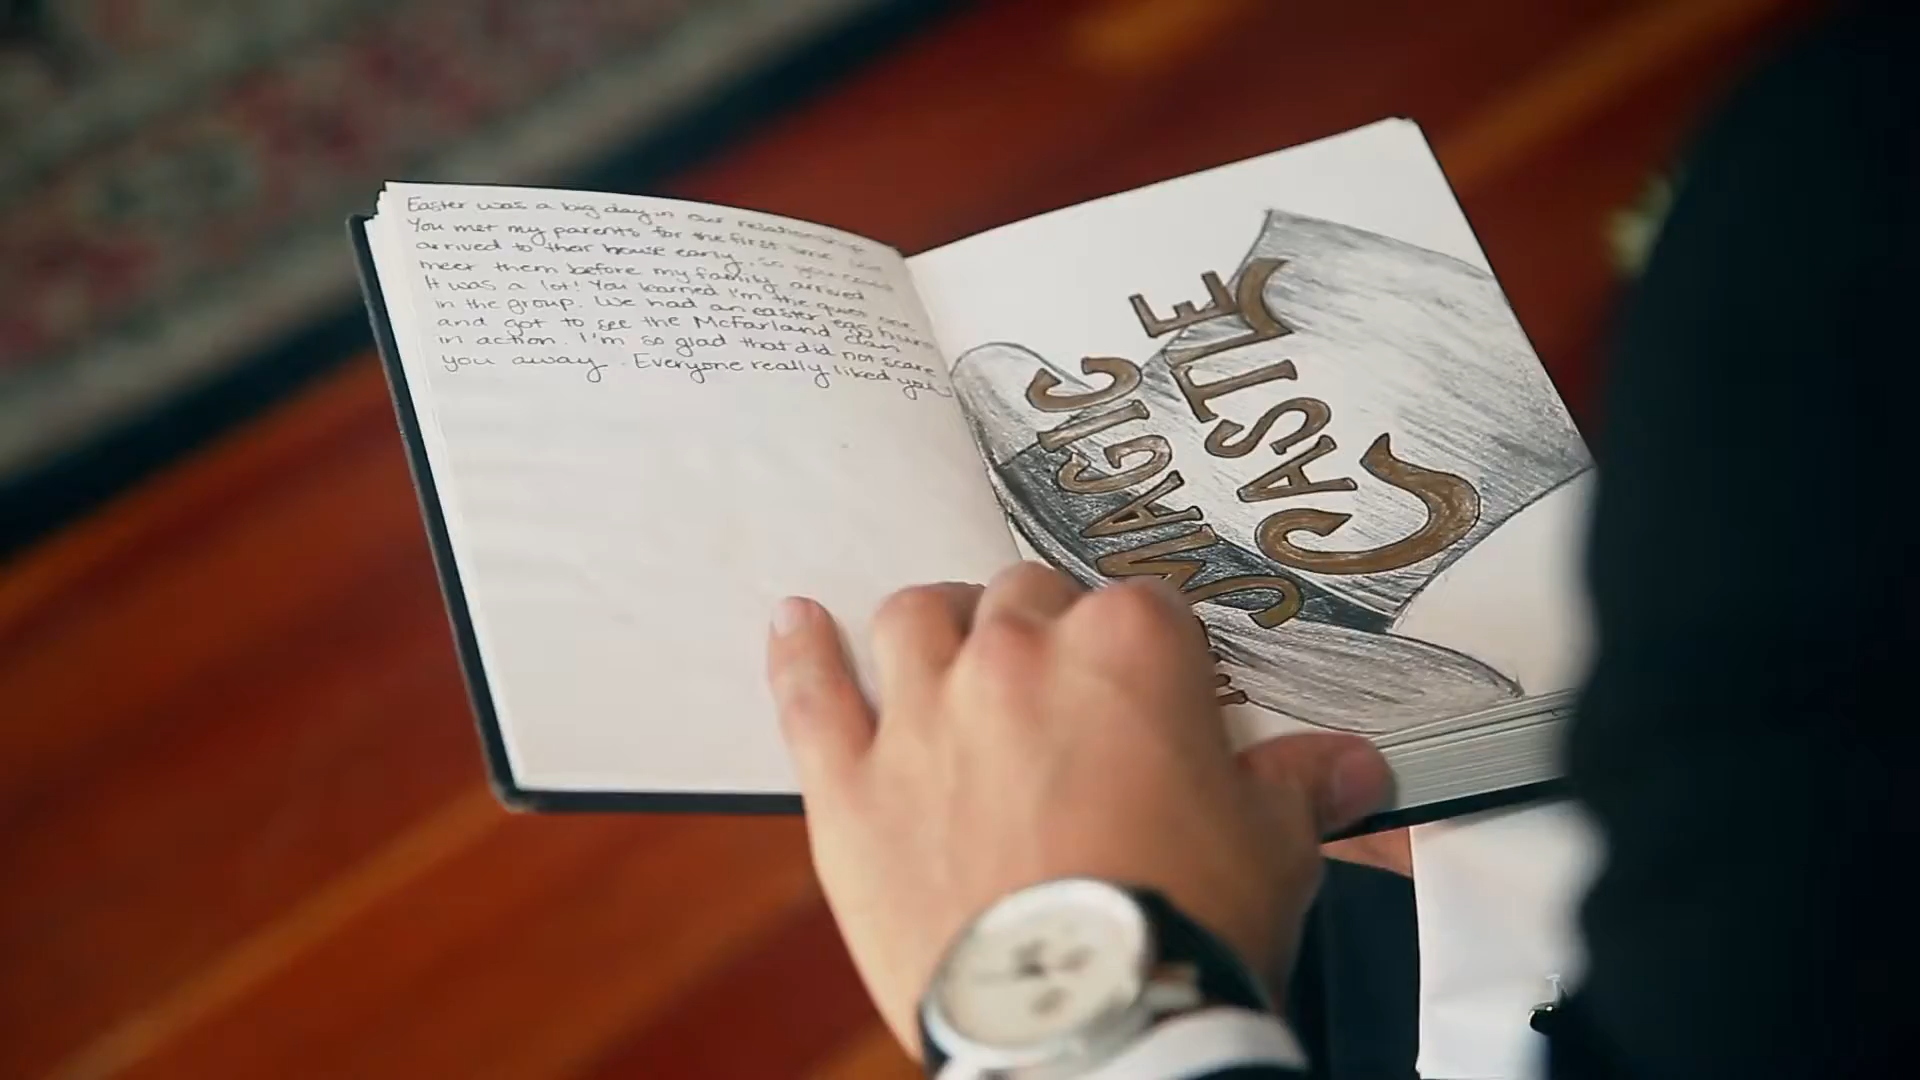 Easter was a big day in our relationship.
You met my parents for the first time. We
arrived to their house early, so you could
meet them before my family arrived.
It was a lot! You learned I'm the quiet one
in the group. We had an easter egg hunt
and got to see the McFarland clan
in action. I'm so glad that did not scare
you away. Everyone really liked you
MAGIC
CASTLE